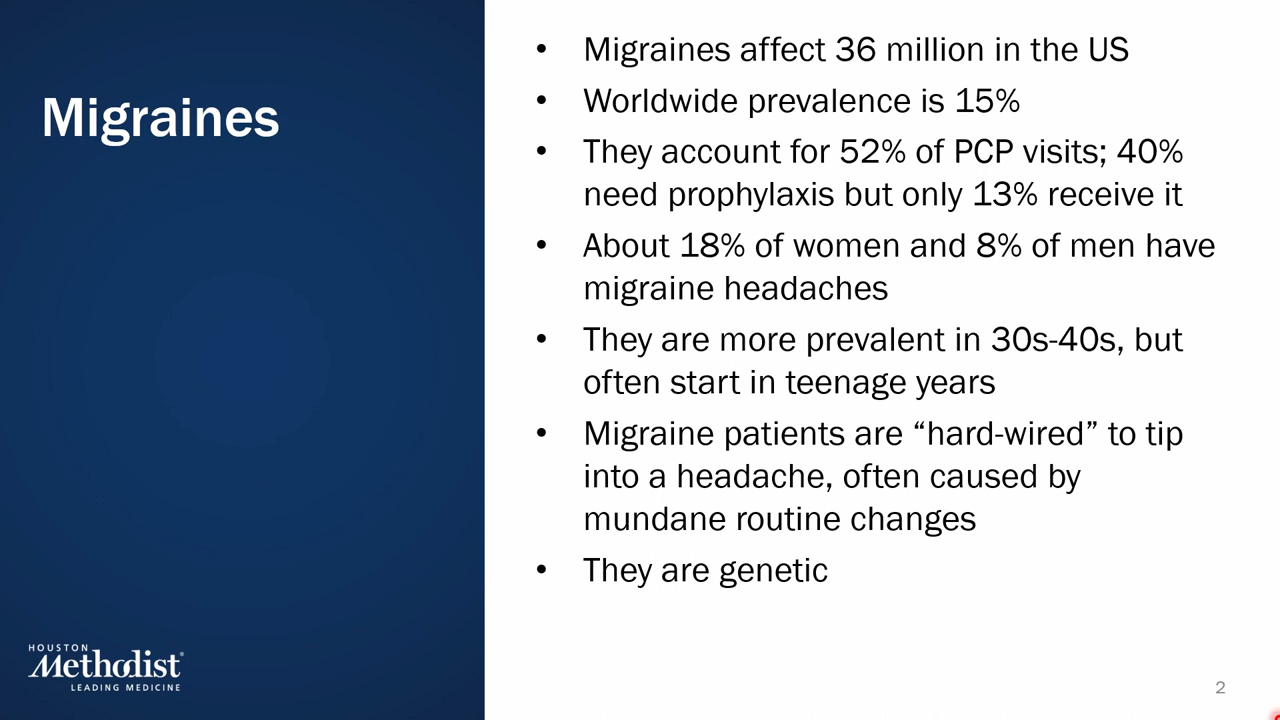 Migraines
• Migraines affect 36 million in the US
• Worldwide prevalence is 15%
• They account for 52% of PCP visits; 40%
need prophylaxis but only 13% receive it
• About 18% of women and 8% of men have
migraine headaches
• They are more prevalent in 30s-40s, but
often start in teenage years
• Migraine patients are “hard-wired” to tip
into a headache, often caused by
mundane routine changes
• They are genetic
HOUSTON
Methodist®
LEADING MEDICINE
2